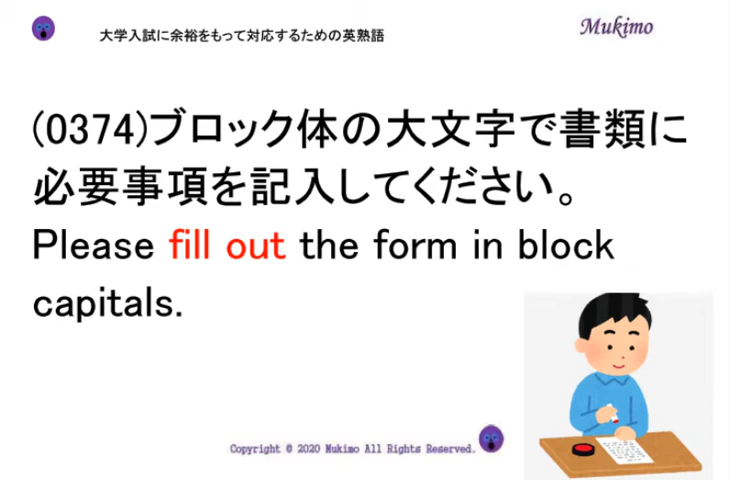 大学入試に余裕をもって対応するための英熟語
Mukimo
(0374)ブロック体の大文字で書類に
必要事項を記入してください。
Please fill out the form in block
capitals.
Copyright © 2020 Mukimo All Rights Reserved.